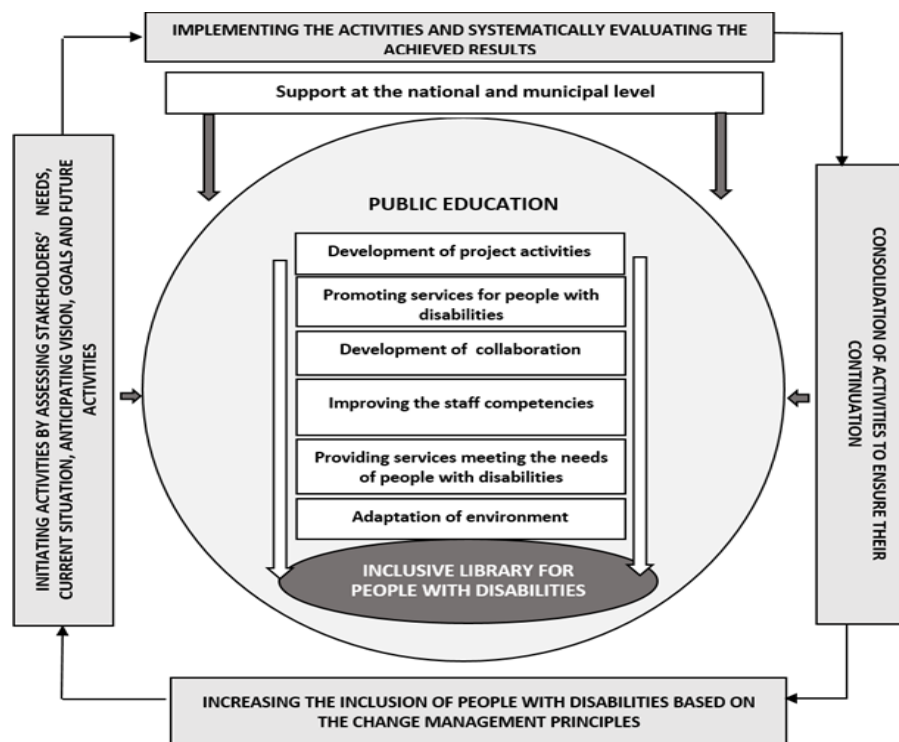 IMPLEMENTING THE ACTIVITIES AND SYSTEMATICALLY EVALUATING THE
ACHIEVED RESULTS
Support at the national and municipal level
INITIATING ACTIVITIES BY ASSESSING STAKEHOLDERS' NEEDS,
CURRENT SITUATION, ANTICIPATING VISION, GOALS AND FUTURE
ACTIVITIES
PUBLIC EDUCATION
Development of project activities
Promoting services for people with
disabilities
Development of collaboration
Improving the staff competencies
Providing services meeting the needs
of people with disabilities
Adaptation of environment
INCLUSIVE LIBRARY FOR
PEOPLE WITH DISABILITIES
CONSOLIDATION OF ACTIVITIES TO ENSURE THEIR
CONTINUATION
INCREASING THE INCLUSION OF PEOPLE WITH DISABILITIES BASED ON
THE CHANGE MANAGEMENT PRINCIPLES